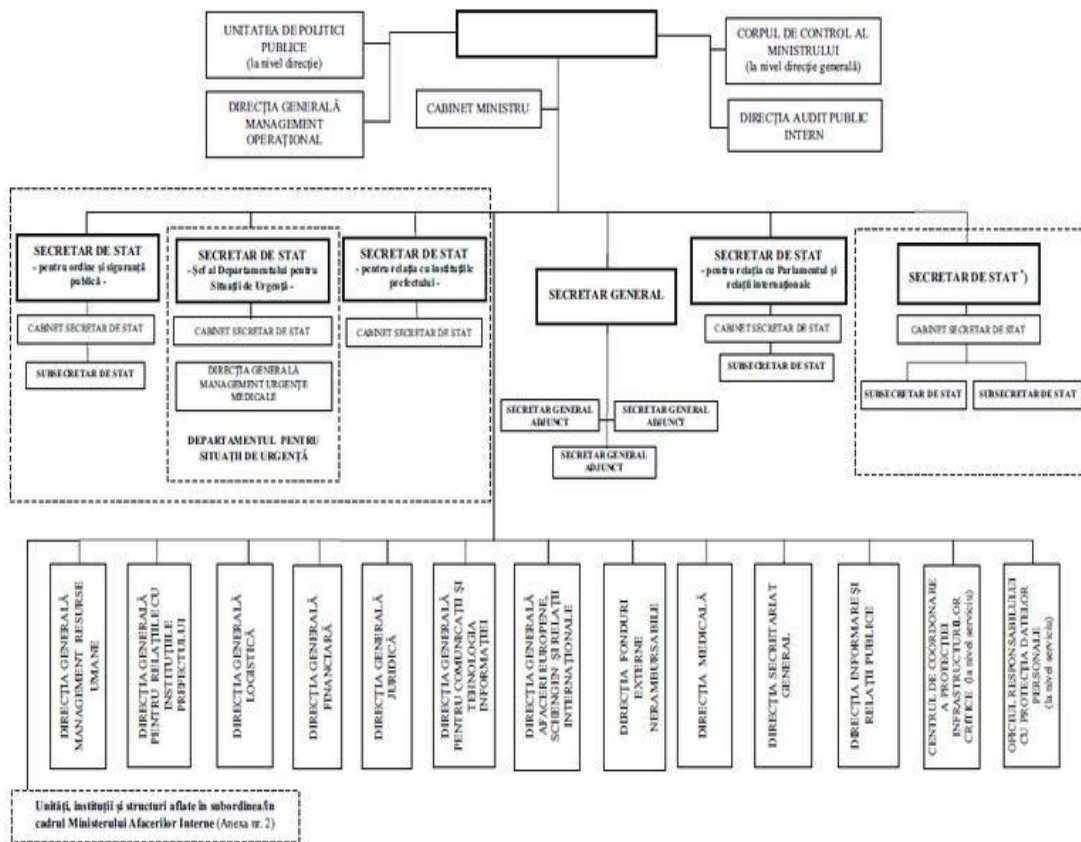 UNITATEA DE POLITICI
PUBLICE
(la nivel direcție)
CORPUL DE CONTROL AL
MINISTRULUI
(la nivel direcție generală)
DIRECȚIA GENERALĂ
MANAGEMENT
OPERAȚIONAL
CABINET MINISTRU
DIRECȚIA AUDIT PUBLIC
INTERN
SECRETAR DE STAT
- pentru ordine și siguranță
publică -
CABINET SECRETAR DE STAT
SUBSECRETAR DE STAT
SECRETAR DE STAT
- Șef al Departamentului pentru
Situații de Urgență -
CABINET SECRETAR DE STAT
DIRECȚIA GENERALĂ
MANAGEMENT URGENȚE
MEDICALE
DEPARTAMENTUL PENTRU
SITUAȚII DE URGENȚĂ
SECRETAR DE STAT
- pentru relația cu instituțiile
prefectului -
CABINET SECRETAR DE STAT
SECRETAR GENERAL
SECRETAR GENERAL
ADJUNCT
SECRETAR GENERAL
ADJUNCT
SECRETAR GENERAL
ADJUNCT
SECRETAR DE STAT
- pentru relația cu Parlamentul și
relații internaționale
CABINET SECRETAR DE STAT
SUBSECRETAR DE STAT
SECRETAR DE STAT *)
CABINET SECRETAR DE STAT
SUBSECRETAR DE STAT
SUBSECRETAR DE STAT
DIRECȚIA GENERALĂ
MANAGEMENT RESURSE
UMANE
DIRECȚIA GENERALĂ
PENTRU RELAȚIILE CU
INSTITUȚIILE
PREFECTULUI
DIRECȚIA GENERALĂ
LOGISTICĂ
DIRECȚIA GENERALĂ
FINANCIARĂ
DIRECȚIA GENERALĂ
JURIDICĂ
DIRECȚIA GENERALĂ
PENTRU COMUNICAȚII ȘI
TEHNOLOGIA
INFORMAȚIEI
DIRECȚIA GENERALĂ
AFACERI EUROPENE,
SCHENGEN ȘI RELAȚII
INTERNAȚIONALE
DIRECȚIA FONDURI
EXTERNE
NERAMBURSABILE
DIRECȚIA MEDICALĂ
DIRECȚIA SECRETARIAT
GENERAL
DIRECȚIA INFORMARE ȘI
RELAȚII PUBLICE
CENTRUL DE COORDONARE
A PROTECȚIEI
INFRASTRUCTURILOR
CRITICE (la nivel serviciu)
OFICIUL RESPONSABILULUI
CU PROTECȚIA DATELOR
PERSONALE
(la nivel serviciu)
Unități, instituții și structuri aflate în subordinea/în
cadrul Ministerului Afacerilor Interne (Anexa nr. 2)